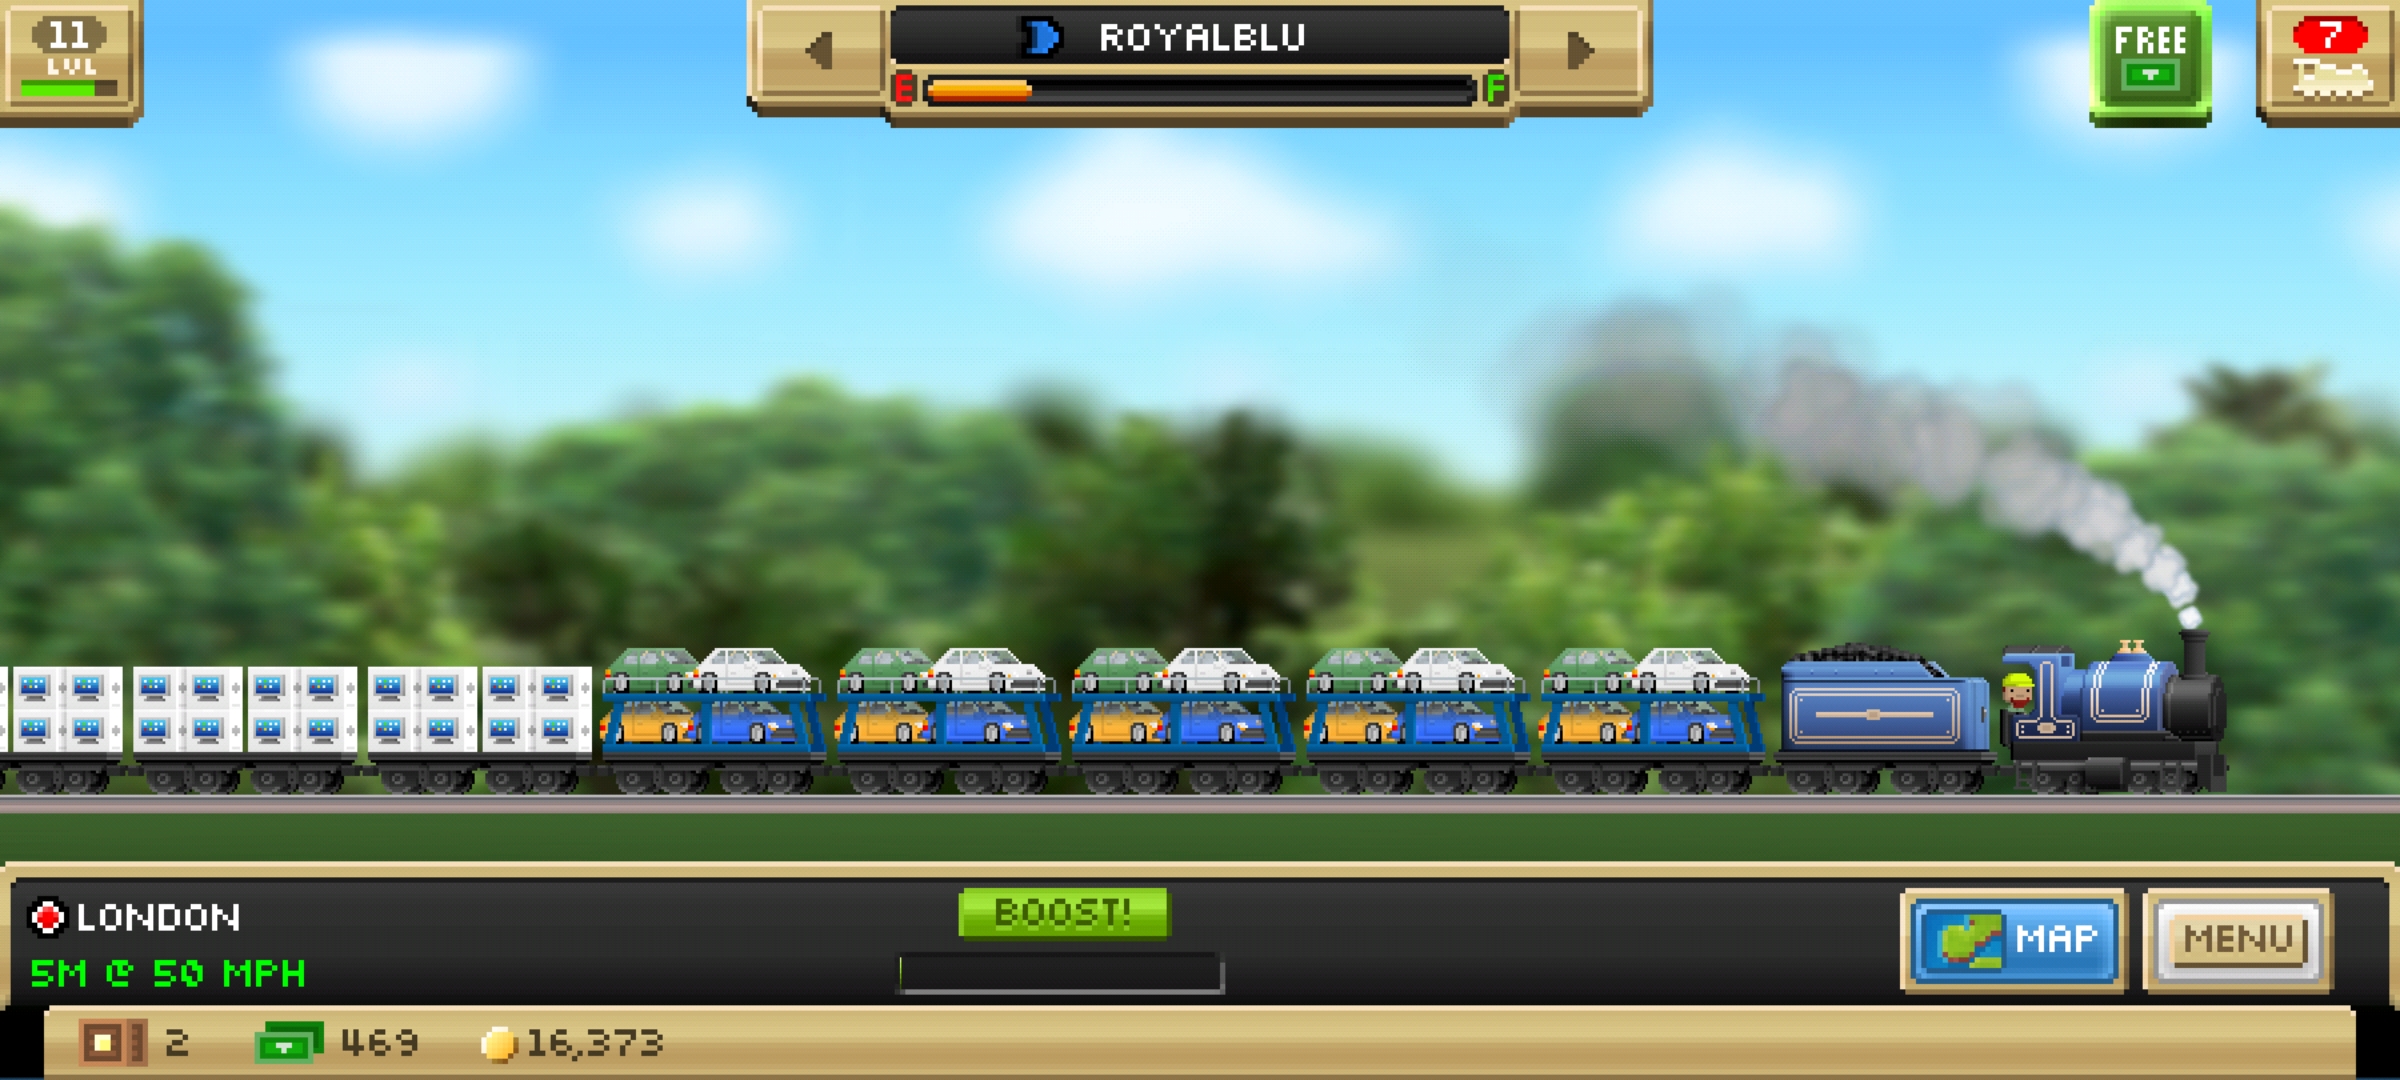 11
LVL
ROYALBLU
E F
FREE
7
LONDON
BOOST!
5M @ 50 MPH
MAP
MENU
2 469 16,373